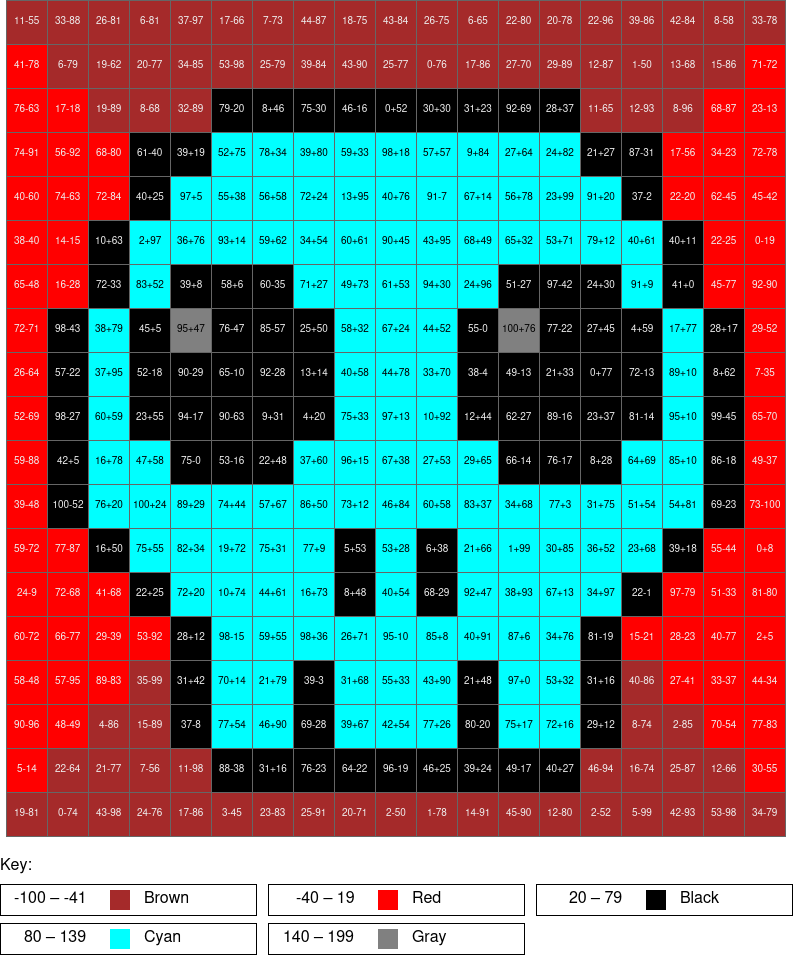 11-55 33-88 26-81 6-81 37-97 17-66 7-73 44-87 18-75 43-84 26-75 6-65 22-80 20-78 22-96 39-86 42-84 8-58 33-78
41-78 6-79 19-62 20-77 34-85 53-98 25-79 39-84 43-90 25-77 0-76 17-86 27-70 29-89 12-87 1-50 13-68 15-86 71-72
76-63 17-18 19-89 8-68 32-89 79-20 8+46 75-30 46-16 0+52 30+30 31+23 92-69 28+37 11-65 12-93 8-96 68-87 23-13
74-91 56-92 68-80 61-40 39+19 52+75 78+34 39+80 59+33 98+18 57+57 9+84 27+64 24+82 21+27 87-31 17-56 34-23 72-78
40-60 74-63 72-84 40+25 97+5 55+38 56+58 72+24 13+95 40+76 91-7 67+14 56+78 23+99 91+20 37-2 22-20 62-45 45-42
38-40 14-15 10+63 2+97 36+76 93+14 59+62 34+54 60+61 90+45 43+95 68+49 65+32 53+71 79+12 40+61 40+11 22-25 0-19
65-48 16-28 72-33 83+52 39+8 58+6 60-35 71+27 49+73 61+53 94+30 24+96 51-27 97-42 24+30 91+9 41+0 45-77 92-90
72-71 98-43 38+79 45+5 95+47 76-47 85-57 25+50 58+32 67+24 44+52 55-0 100+76 77-22 27+45 4+59 17+77 28+17 29-52
26-64 57-22 37+95 52-18 90-29 65-10 92-28 13+14 40+58 44+78 33+70 38-4 49-13 21+33 0+77 72-13 89+10 8+62 7-35
52-69 98-27 60+59 23+55 94-17 90-63 9+31 4+20 75+33 97+13 10+92 12+44 62-27 89-16 23+37 81-14 95+10 99-45 65-70
59-88 42+5 16+78 47+58 75-0 53-16 22+48 37+60 96+15 67+38 27+53 29+65 66-14 76-17 8+28 64+69 85+10 86-18 49-37
39-48 100-52 76+20 100+24 89+29 74+44 57+67 86+50 73+12 46+84 60+58 83+37 34+68 77+3 31+75 51+54 54+81 69-23 73-100
59-72 77-87 16+50 75+55 82+34 19+72 75+31 77+9 5+53 53+28 6+38 21+66 1+99 30+85 36+52 23+68 39+18 55-44 0+8
24-9 72-68 41-68 22+25 72+20 10+74 44+61 16+73 8+48 40+54 68-29 92+47 38+93 67+13 34+97 22-1 97-79 51-33 81-80
60-72 66-77 29-39 53-92 28+12 98-15 59+55 98+36 26+71 95-10 85+8 40+91 87+6 34+76 81-19 15-21 28-23 40-77 2+5
58-48 57-95 89-83 35-99 31+42 70+14 21+79 39-3 31+68 55+33 43+90 21+48 97+0 53+32 31+16 40-86 27-41 33-37 44-34
90-96 48-49 4-86 15-89 37-8 77+54 46+90 69-28 39+67 42+54 77+26 80-20 75+17 72+16 29+12 8-74 2-85 70-54 77-83
5-14 22-64 21-77 7-56 11-98 88-38 31+16 76-23 64-22 96-19 46+25 39+24 49-17 40+27 46-94 16-74 25-87 12-66 30-55
19-81 0-74 43-98 24-76 17-86 3-45 23-83 25-91 20-71 2-50 1-78 14-91 45-90 12-80 2-52 5-99 42-93 53-98 34-79
Key:
-100 – -41 Brown -40 – 19 Red 20 – 79 Black
80 – 139 Cyan 140 – 199 Gray